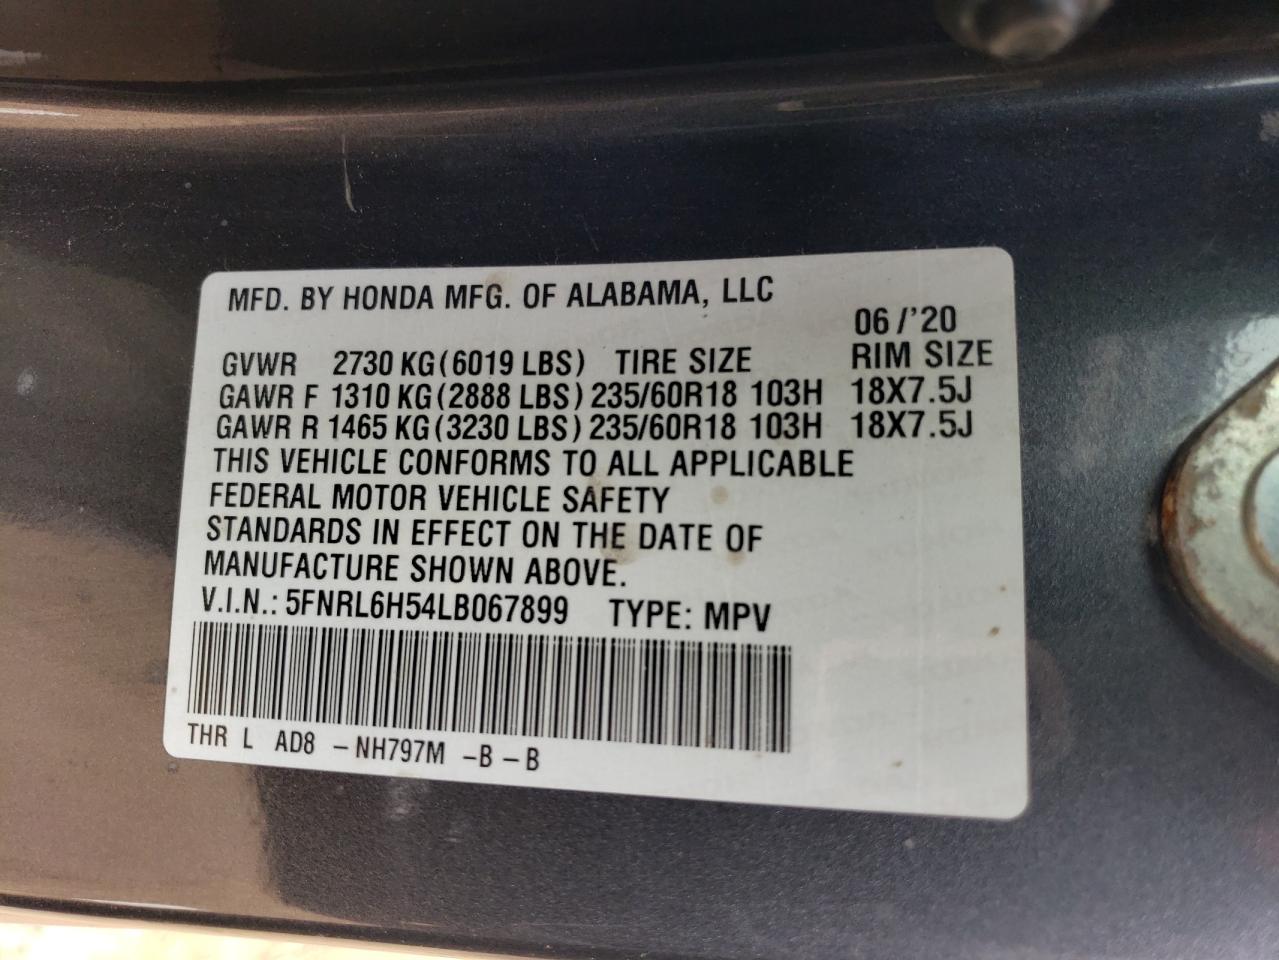 MFD. BY HONDA MFG. OF ALABAMA, LLC
06 /'20
GVWR 2730 KG (6019 LBS) TIRE SIZE RIM SIZE
GAWR F 1310 KG (2888 LBS) 235/60R18 103H 18X7.5J
GAWR R 1465 KG (3230 LBS) 235/60R18 103H 18X7.5J
THIS VEHICLE CONFORMS TO ALL APPLICABLE
FEDERAL MOTOR VEHICLE SAFETY
STANDARDS IN EFFECT ON THE DATE OF
MANUFACTURE SHOWN ABOVE.
V.I.N.: 5FNRL6H54LB067899 TYPE: MPV
THR L AD8 -NH797M -B -B